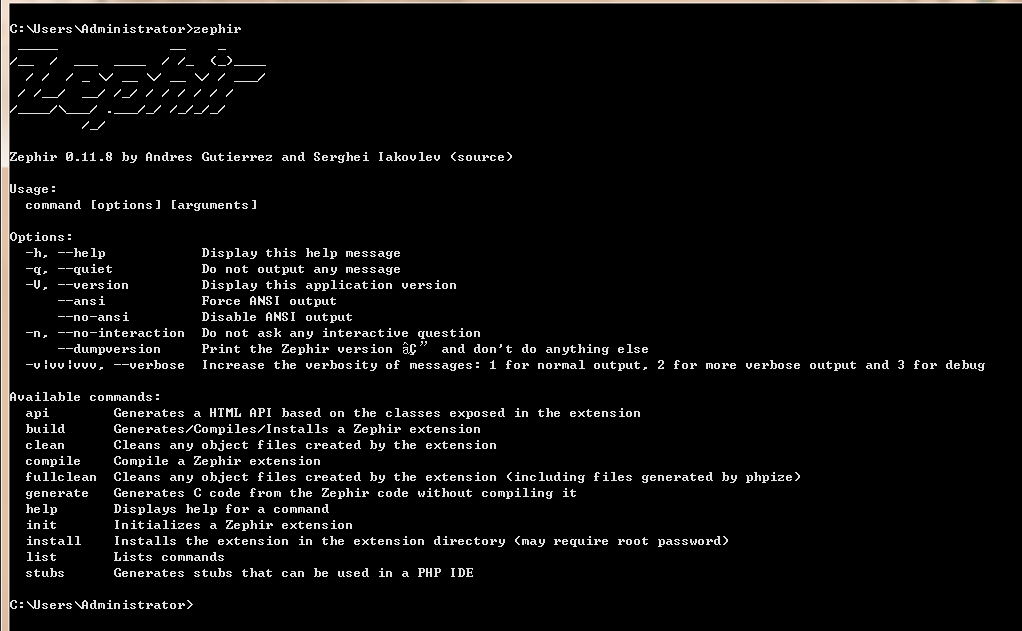 C:\Users\Administrator>zephir
Zephir
Zephir 0.11.8 by Andres Gutierrez and Serghei Iakovlev (source)
Usage:
command [options] [arguments]
Options:
-h, --help Display this help message
-q, --quiet Do not output any message
-V, --version Display this application version
--ansi Force ANSI output
--no-ansi Disable ANSI output
-n, --no-interaction Do not ask any interactive question
--dumpversion Print the Zephir version âÇ” and don't do anything else
-v|vv|vvv, --verbose Increase the verbosity of messages: 1 for normal output, 2 for more verbose output and 3 for debug
Available commands:
api Generates a HTML API based on the classes exposed in the extension
build Generates/Compiles/Installs a Zephir extension
clean Cleans any object files created by the extension
compile Compile a Zephir extension
fullclean Cleans any object files created by the extension (including files generated by phpize)
generate Generates C code from the Zephir code without compiling it
help Displays help for a command
init Initializes a Zephir extension
install Installs the extension in the extension directory (may require root password)
list Lists commands
stubs Generates stubs that can be used in a PHP IDE
C:\Users\Administrator>